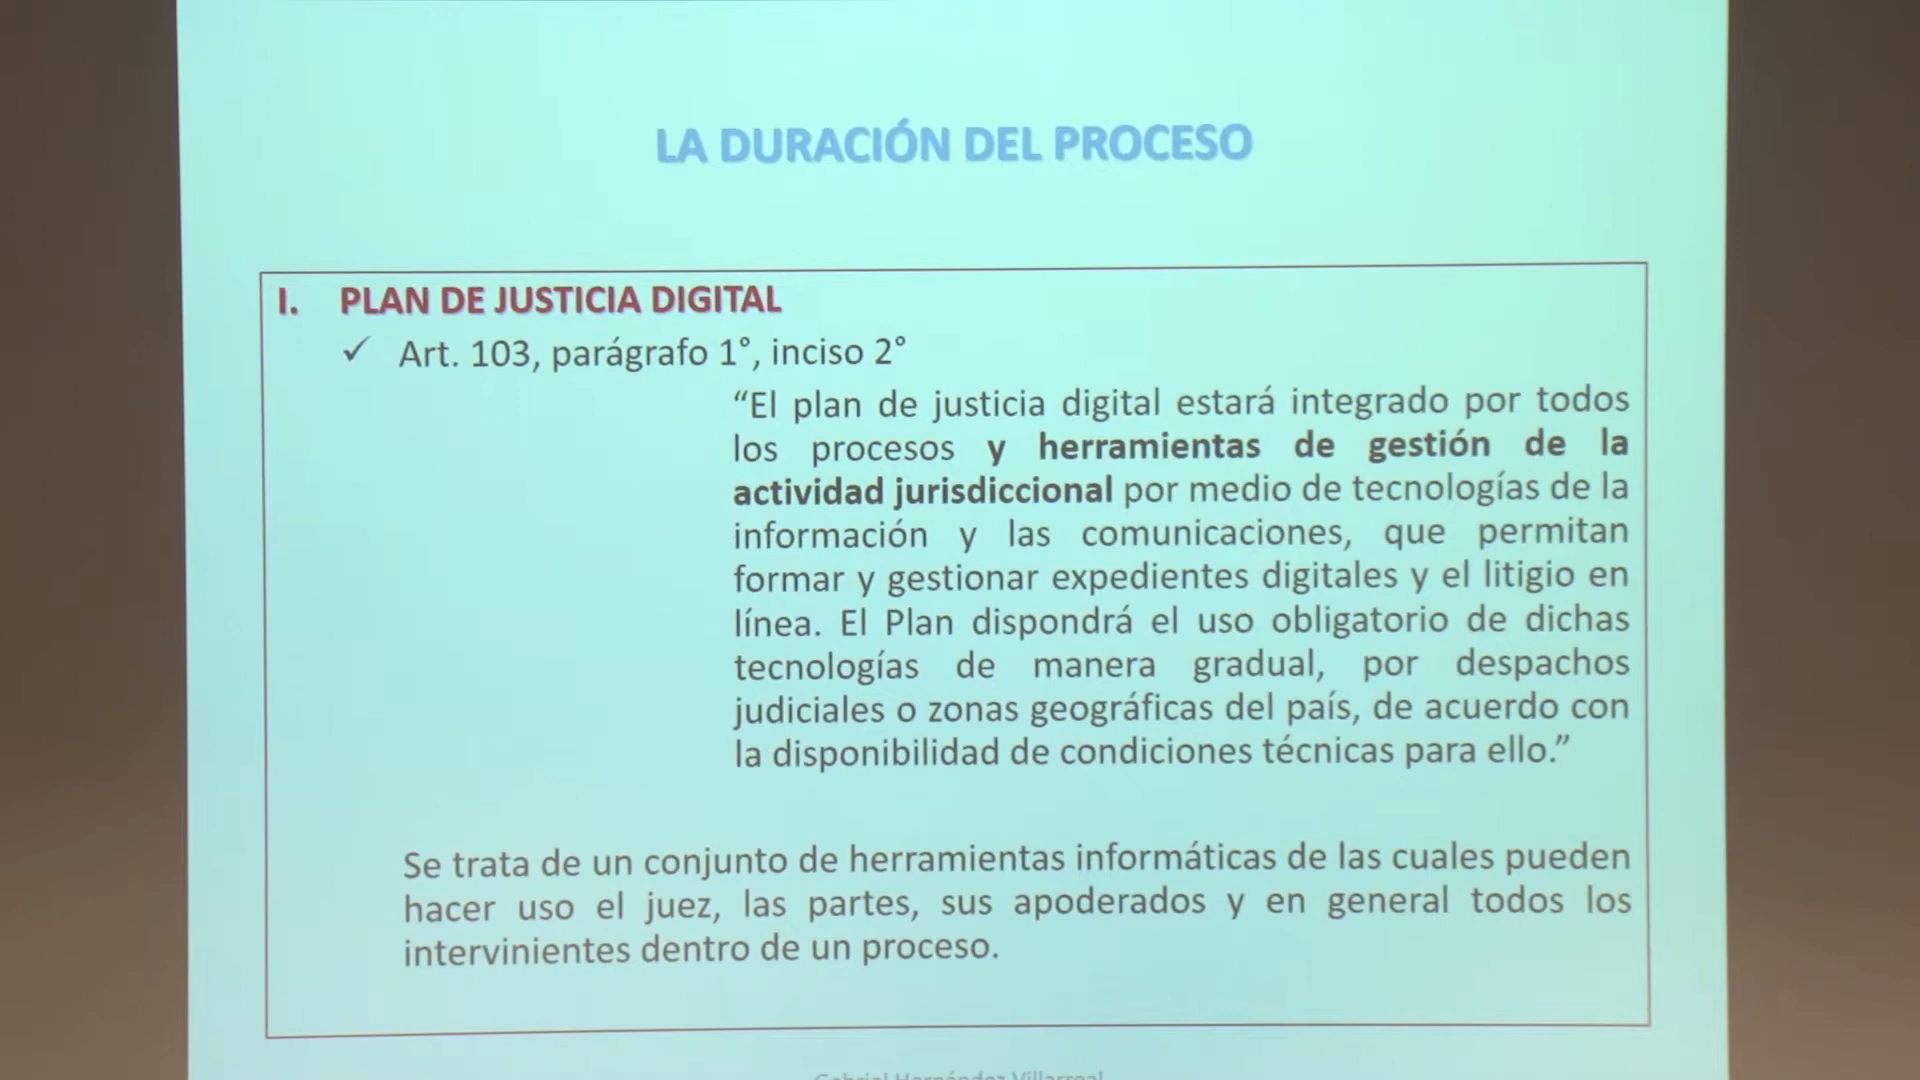 LA DURACIÓN DEL PROCESO
I. PLAN DE JUSTICIA DIGITAL
✓ Art. 103, parágrafo 1°, inciso 2°
“El plan de justicia digital estará integrado por todos
los procesos y herramientas de gestión de la
actividad jurisdiccional por medio de tecnologías de la
información y las comunicaciones, que permitan
formar y gestionar expedientes digitales y el litigio en
línea. El Plan dispondrá el uso obligatorio de dichas
tecnologías de manera gradual, por despachos
judiciales o zonas geográficas del país, de acuerdo con
la disponibilidad de condiciones técnicas para ello.”
Se trata de un conjunto de herramientas informáticas de las cuales pueden
hacer uso el juez, las partes, sus apoderados y en general todos los
intervinientes dentro de un proceso.
Gabriel Hernández Villarreal